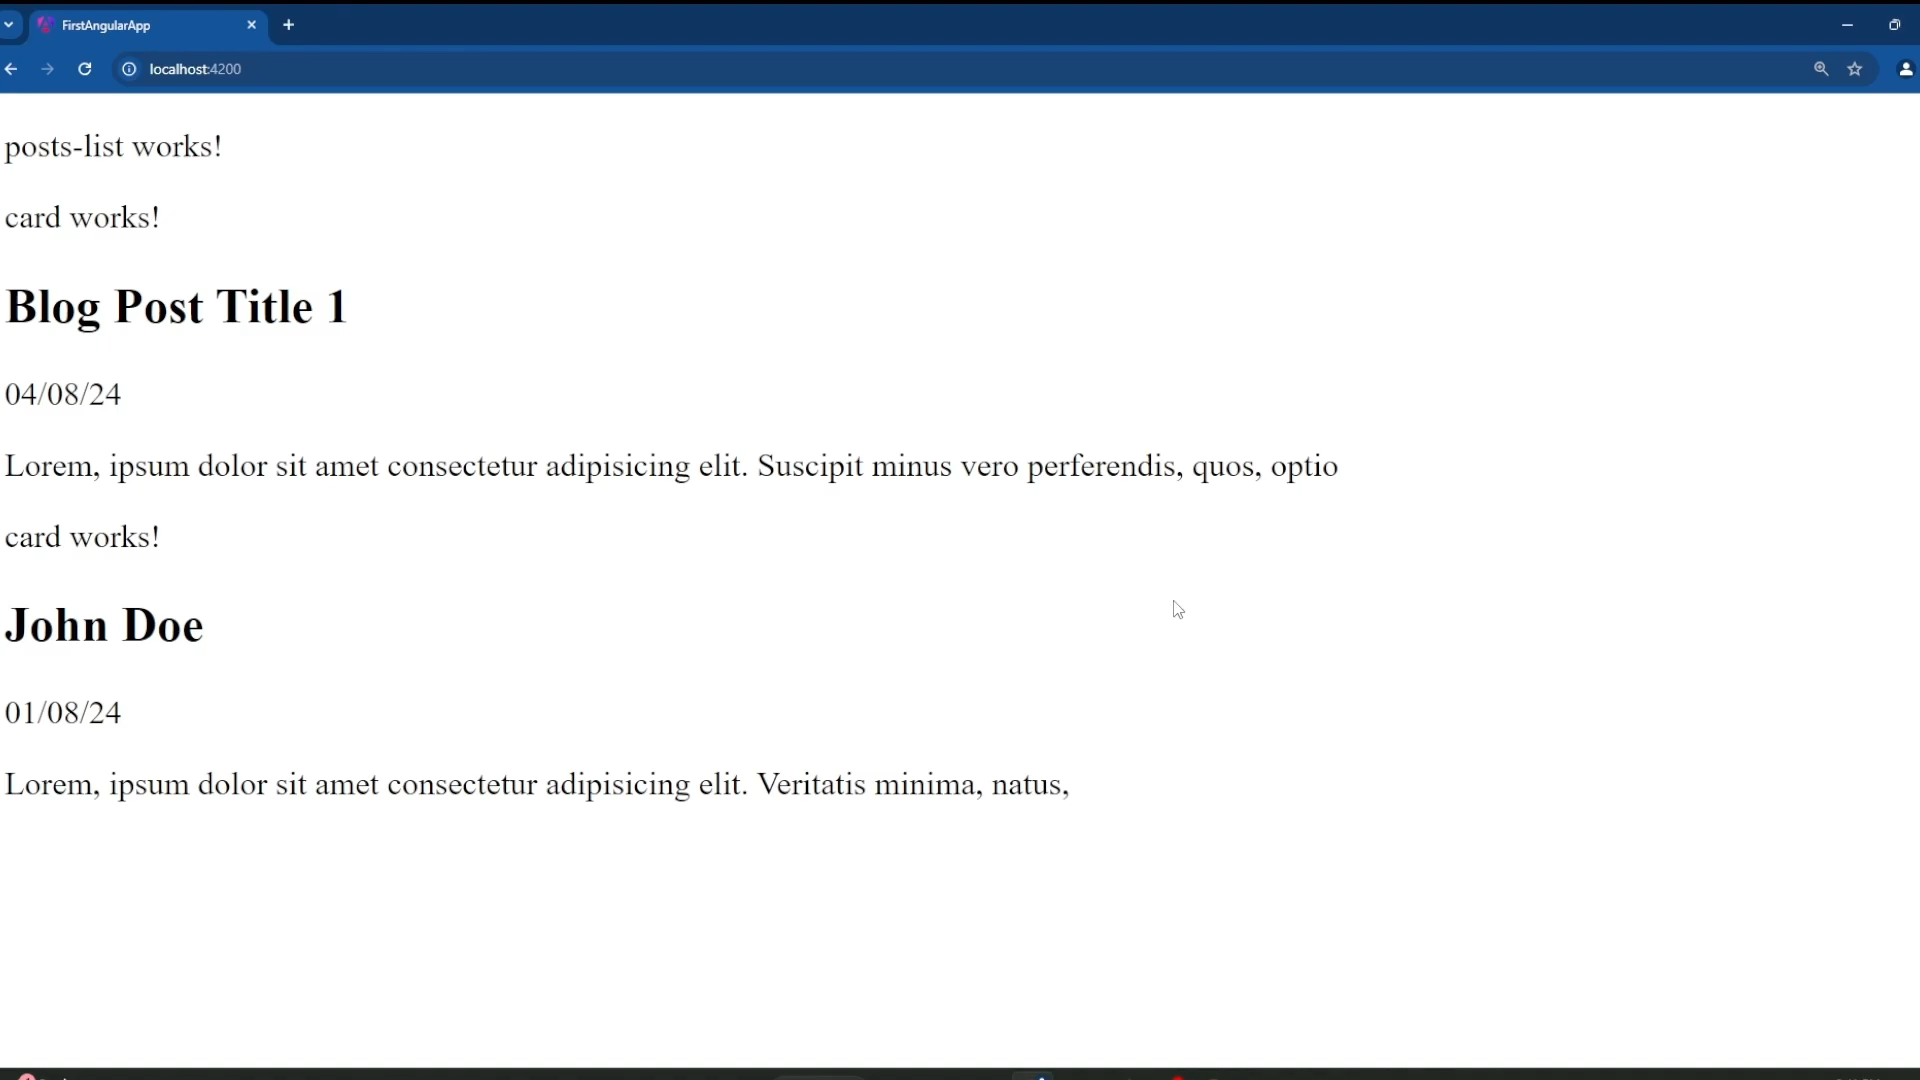 FirstAngularApp
localhost:4200
posts-list works!
card works!
Blog Post Title 1
04/08/24
Lorem, ipsum dolor sit amet consectetur adipisicing elit. Suscipit minus vero perferendis, quos, optio
card works!
John Doe
01/08/24
Lorem, ipsum dolor sit amet consectetur adipisicing elit. Veritatis minima, natus,